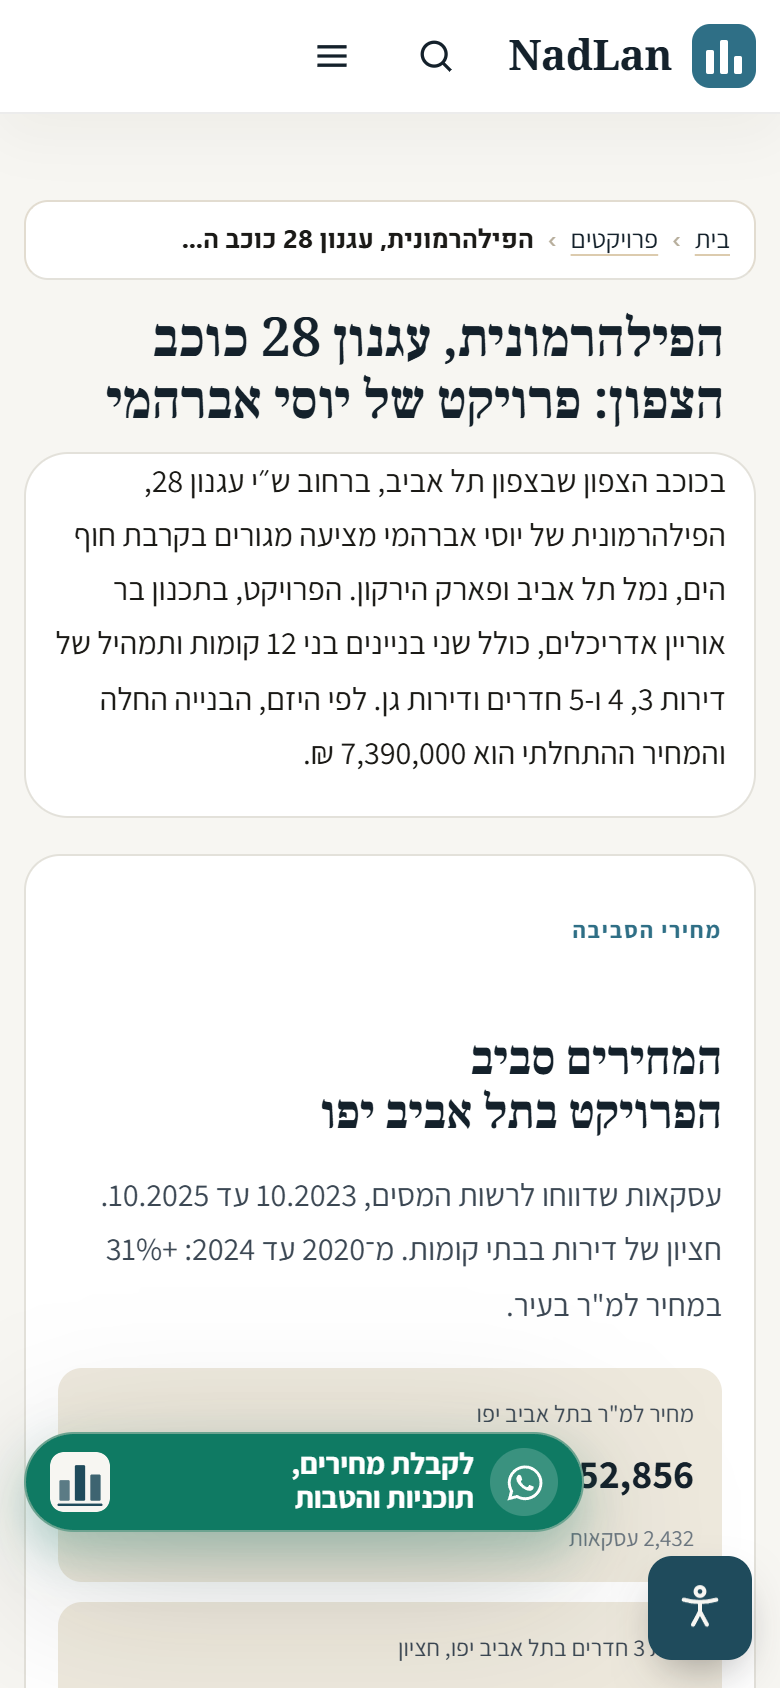 NadLan
בית › פרויקטים › הפילהרמונית, עגנון 28 כוכב ה...
הפילהרמונית, עגנון 28 כוכב
הצפון: פרויקט של יוסי אברהמי
בכוכב הצפון שבצפון תל אביב, ברחוב ש״י עגנון 28,
הפילהרמונית של יוסי אברהמי מציעה מגורים בקרבת חוף
הים, נמל תל אביב ופארק הירקון. הפרויקט, בתכנון בר
אוריין אדריכלים, כולל שני בניינים בני 12 קומות ותמהיל של
דירות 3, 4 ו-5 חדרים ודירות גן. לפי היזם, הבנייה החלה
והמחיר ההתחלתי הוא 7,390,000 ₪.
מחירי הסביבה
המחירים סביב
הפרויקט בתל אביב יפו
עסקאות שדווחו לרשות המסים, 10.2023 עד 10.2025.
חציון של דירות בבתי קומות. מ־2020 עד 2024: +31%
במחיר למ"ר בעיר.
מחיר למ"ר בתל אביב יפו
52,856
לקבלת מחירים,
תוכניות והטבות
2,432 עסקאות
3 חדרים בתל אביב יפו, חציון